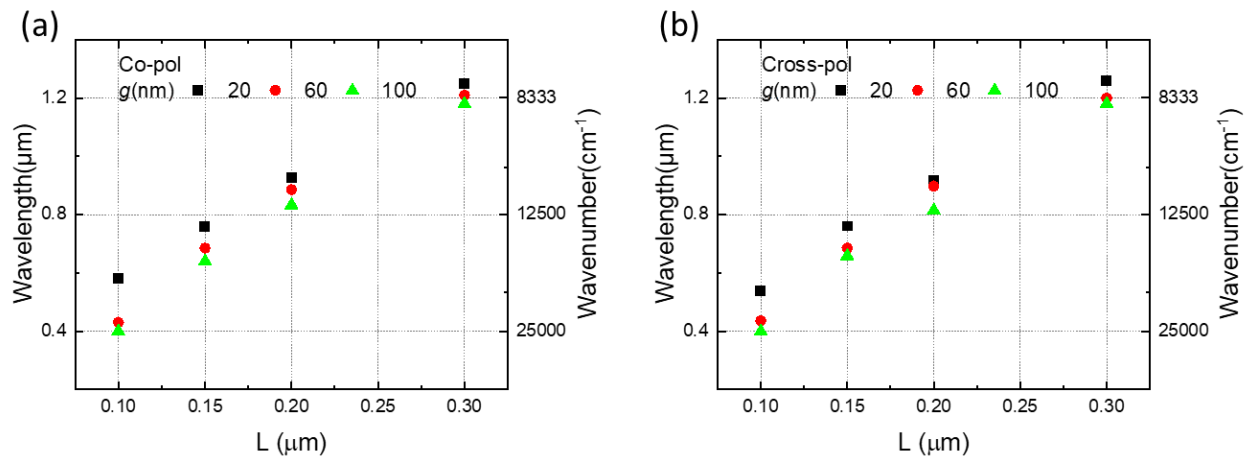 (a)
Co-pol
g(nm) 20 60 100
1.2
0.8
0.4
Wavelength(µm)
8333
12500
25000
Wavenumber(cm⁻¹)
0.10 0.15 0.20 0.25 0.30
L (µm)
(b)
Cross-pol
g(nm) 20 60 100
1.2
0.8
0.4
Wavelength(µm)
8333
12500
25000
Wavenumber(cm⁻¹)
0.10 0.15 0.20 0.25 0.30
L (µm)